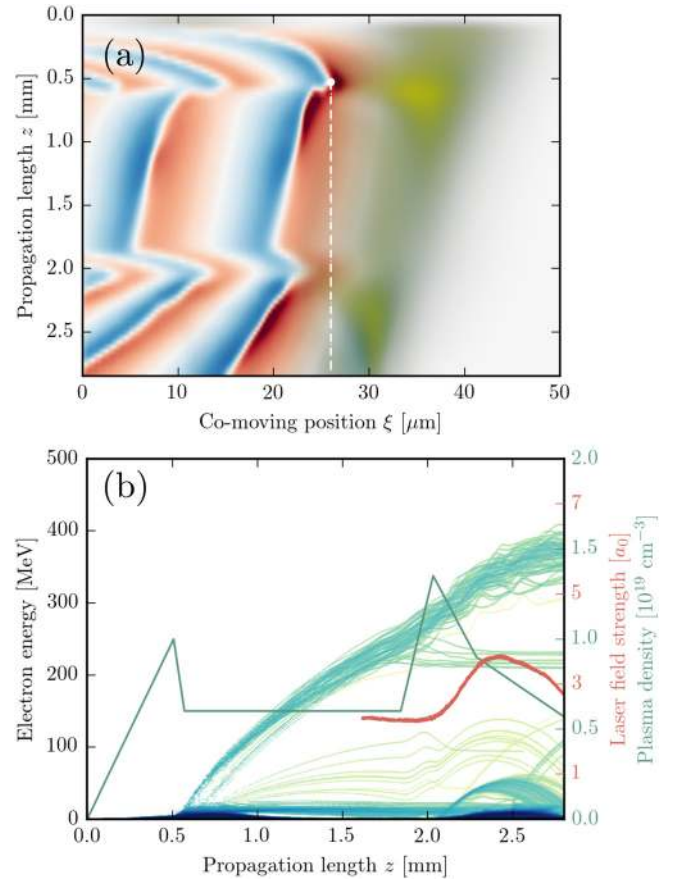 (a)
0.0
0.5
1.0
1.5
2.0
2.5
Propagation length z [mm]
0 10 20 30 40 50
Co-moving position ξ [μm]
(b)
500
400
300
200
100
0
Electron energy [MeV]
0.0 0.5 1.0 1.5 2.0 2.5
Propagation length z [mm]
7
5
3
1
Laser field strength [a₀]
2.0
1.5
1.0
0.5
0.0
Plasma density [10¹⁹ cm⁻³]